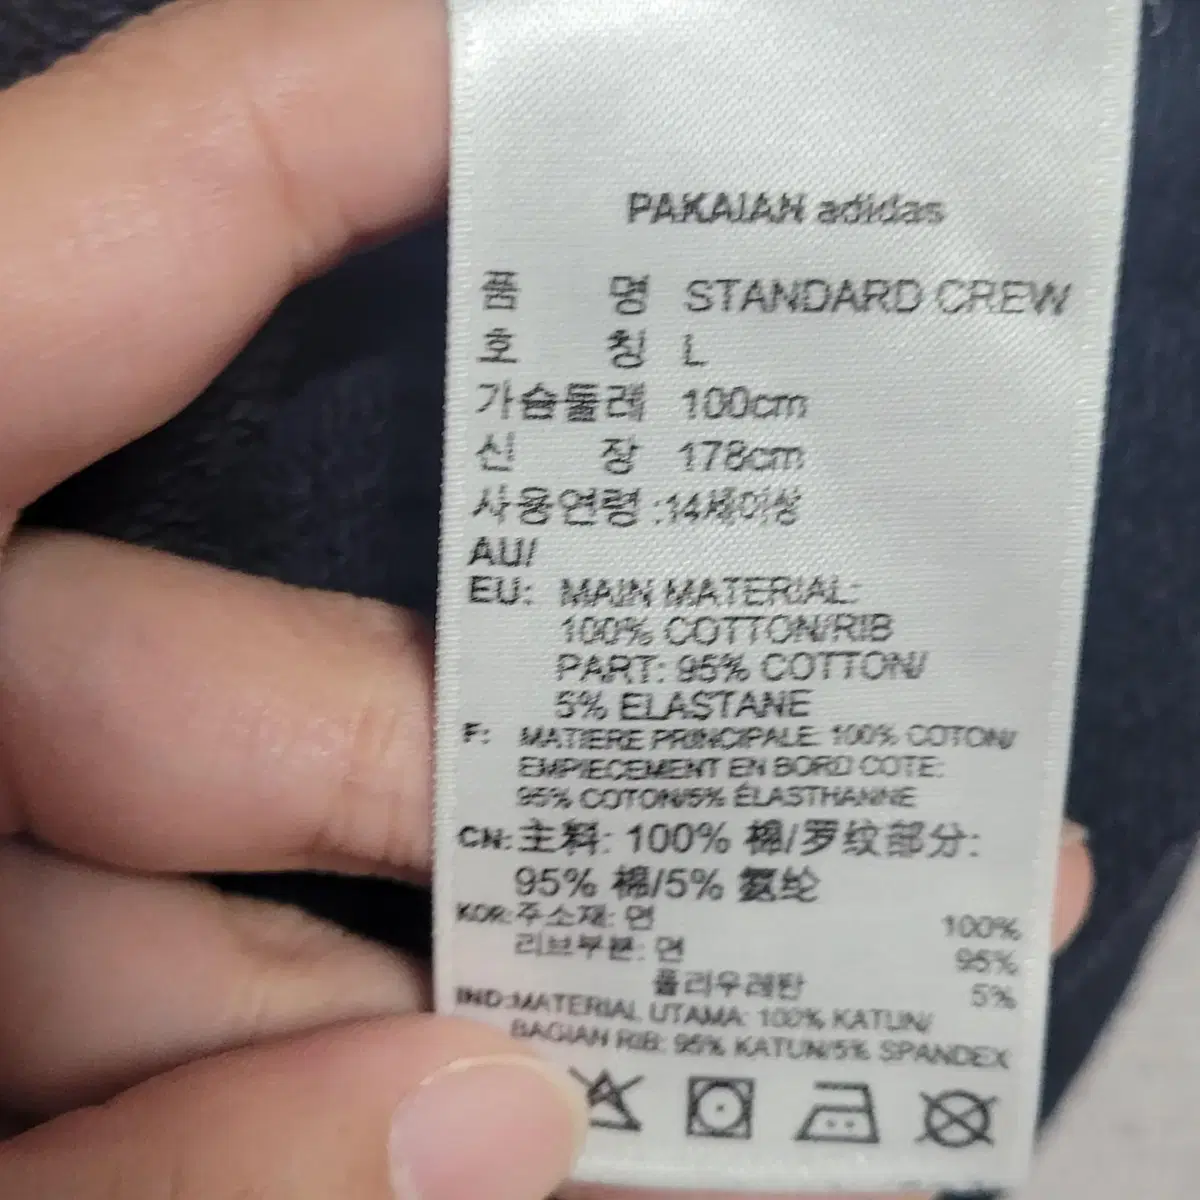 PAKAIAN adidas
품 명 STANDARD CREW
호 칭 L
가슴둘레 100cm
신 장 178cm
사용연령 :14세이상
AU/
EU: MAIN MATERIAL:
100% COTTON/RIB
PART: 95% COTTON/
5% ELASTANE
F: MATIERE PRINCIPALE: 100% COTON/
EMPIECEMENT EN BORD COTE:
95% COTON/5% ÉLASTHANNE
CN: 主料: 100% 棉/罗纹部分:
95% 棉/5% 氨纶
KOR: 주소재: 면 100%
리브부분: 면 95%
폴리우레탄 5%
IND: MATERIAL UTAMA: 100% KATUN/
BAGIAN RIB: 95% KATUN/5% SPANDEX